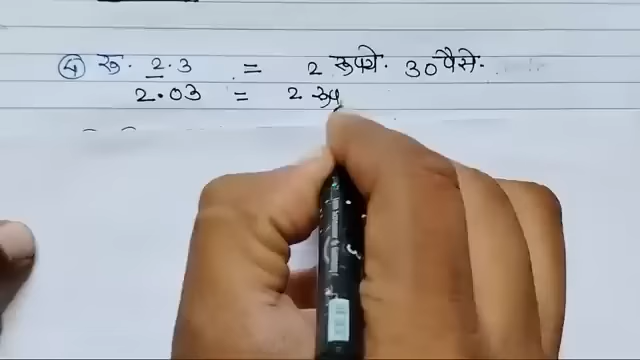 ④ रू. 2.3 = 2 रूपये. 30 पैसे.
2.03 = 2 रूप